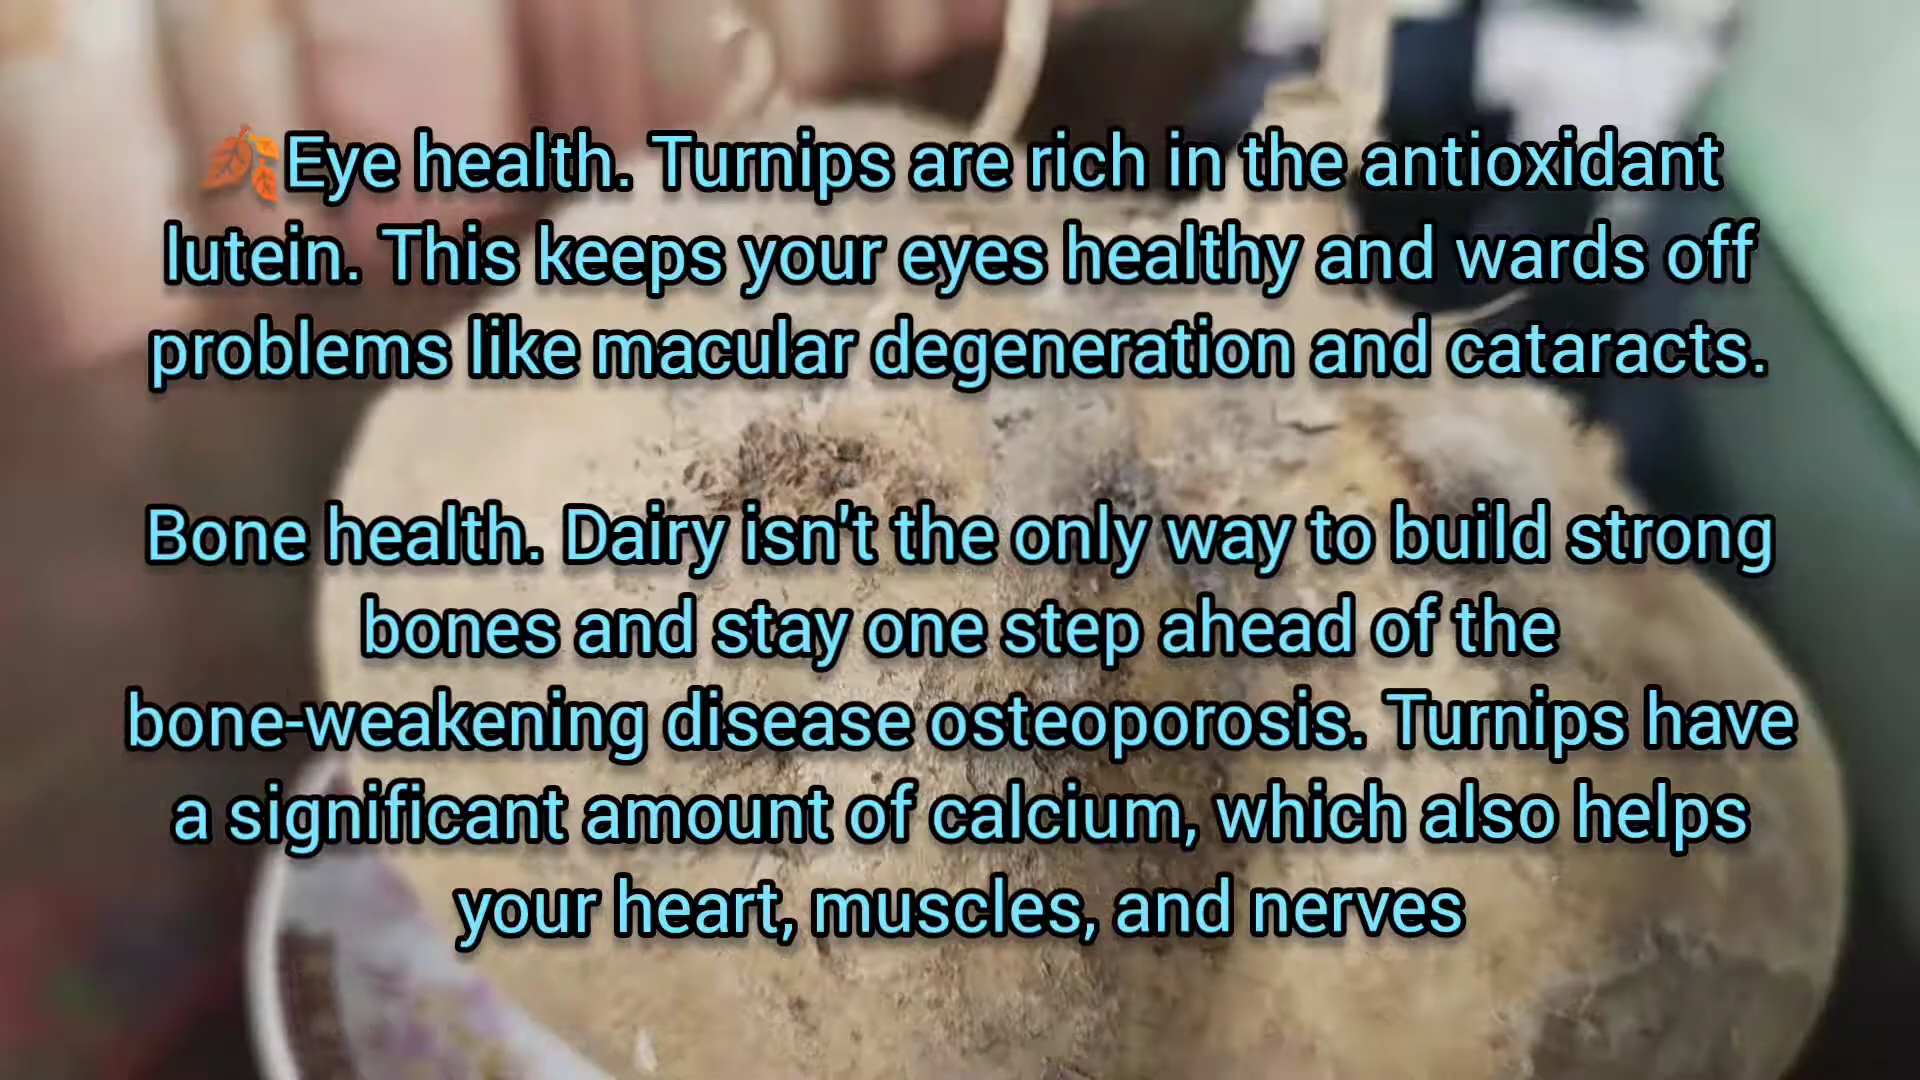 🍂Eye health. Turnips are rich in the antioxidant
lutein. This keeps your eyes healthy and wards off
problems like macular degeneration and cataracts.
Bone health. Dairy isn't the only way to build strong
bones and stay one step ahead of the
bone-weakening disease osteoporosis. Turnips have
a significant amount of calcium, which also helps
your heart, muscles, and nerves